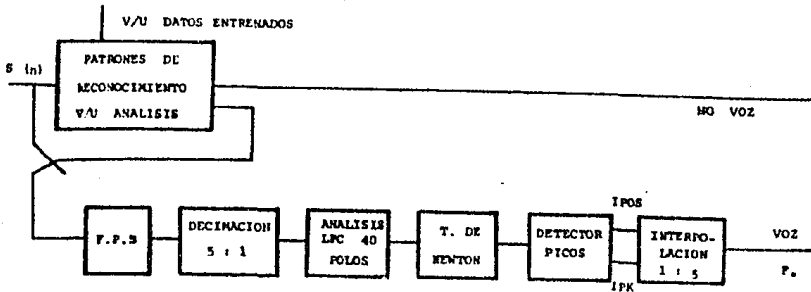 V/U DATOS ENTRENADOS
S (n)
PATRONES DE
RECONOCIMIENTO
V/U ANALISIS
NO VOZ
F.P.B
DECIMACION
5 : 1
ANALISIS
LPC 40
POLOS
T. DE
NEWTON
DETECTOR
PICOS
IPOS
IPK
INTERPO-
LACION
1 : 5
VOZ
F.